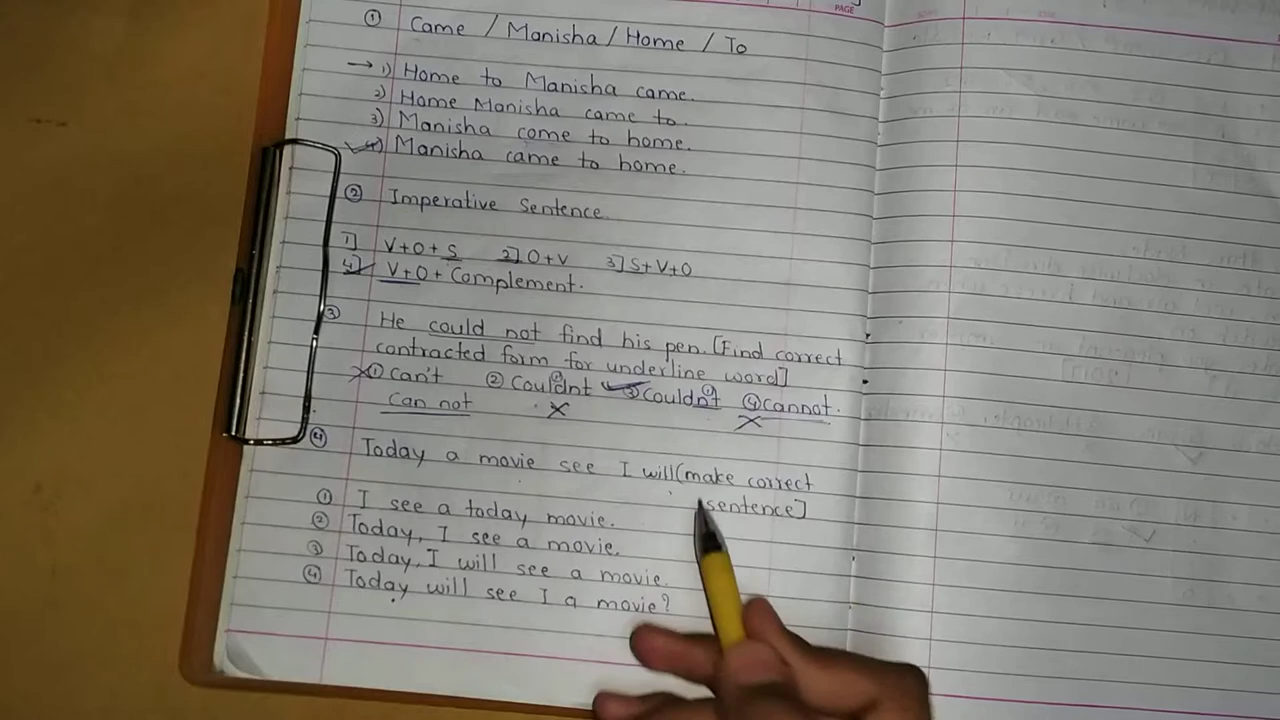 PAGE
① Came / Manisha / Home / To
→ 1) Home to Manisha came.
2) Home Manisha came to.
3) Manisha come to home.
4) Manisha came to home.
② Imperative Sentence.
1] V+O+S 2] O+V 3] S+V+O
4] V+O+ Complement.
③ He could not find his pen. [Find correct
contracted form for underline word]
① Can't ② Could'nt ③ Couldn't ④ Cannot.
Can not
④ Today a movie see I will (make correct
sentence]
① I see a today movie.
② Today, I see a movie.
③ Today, I will see a movie.
④ Today will see I a movie?